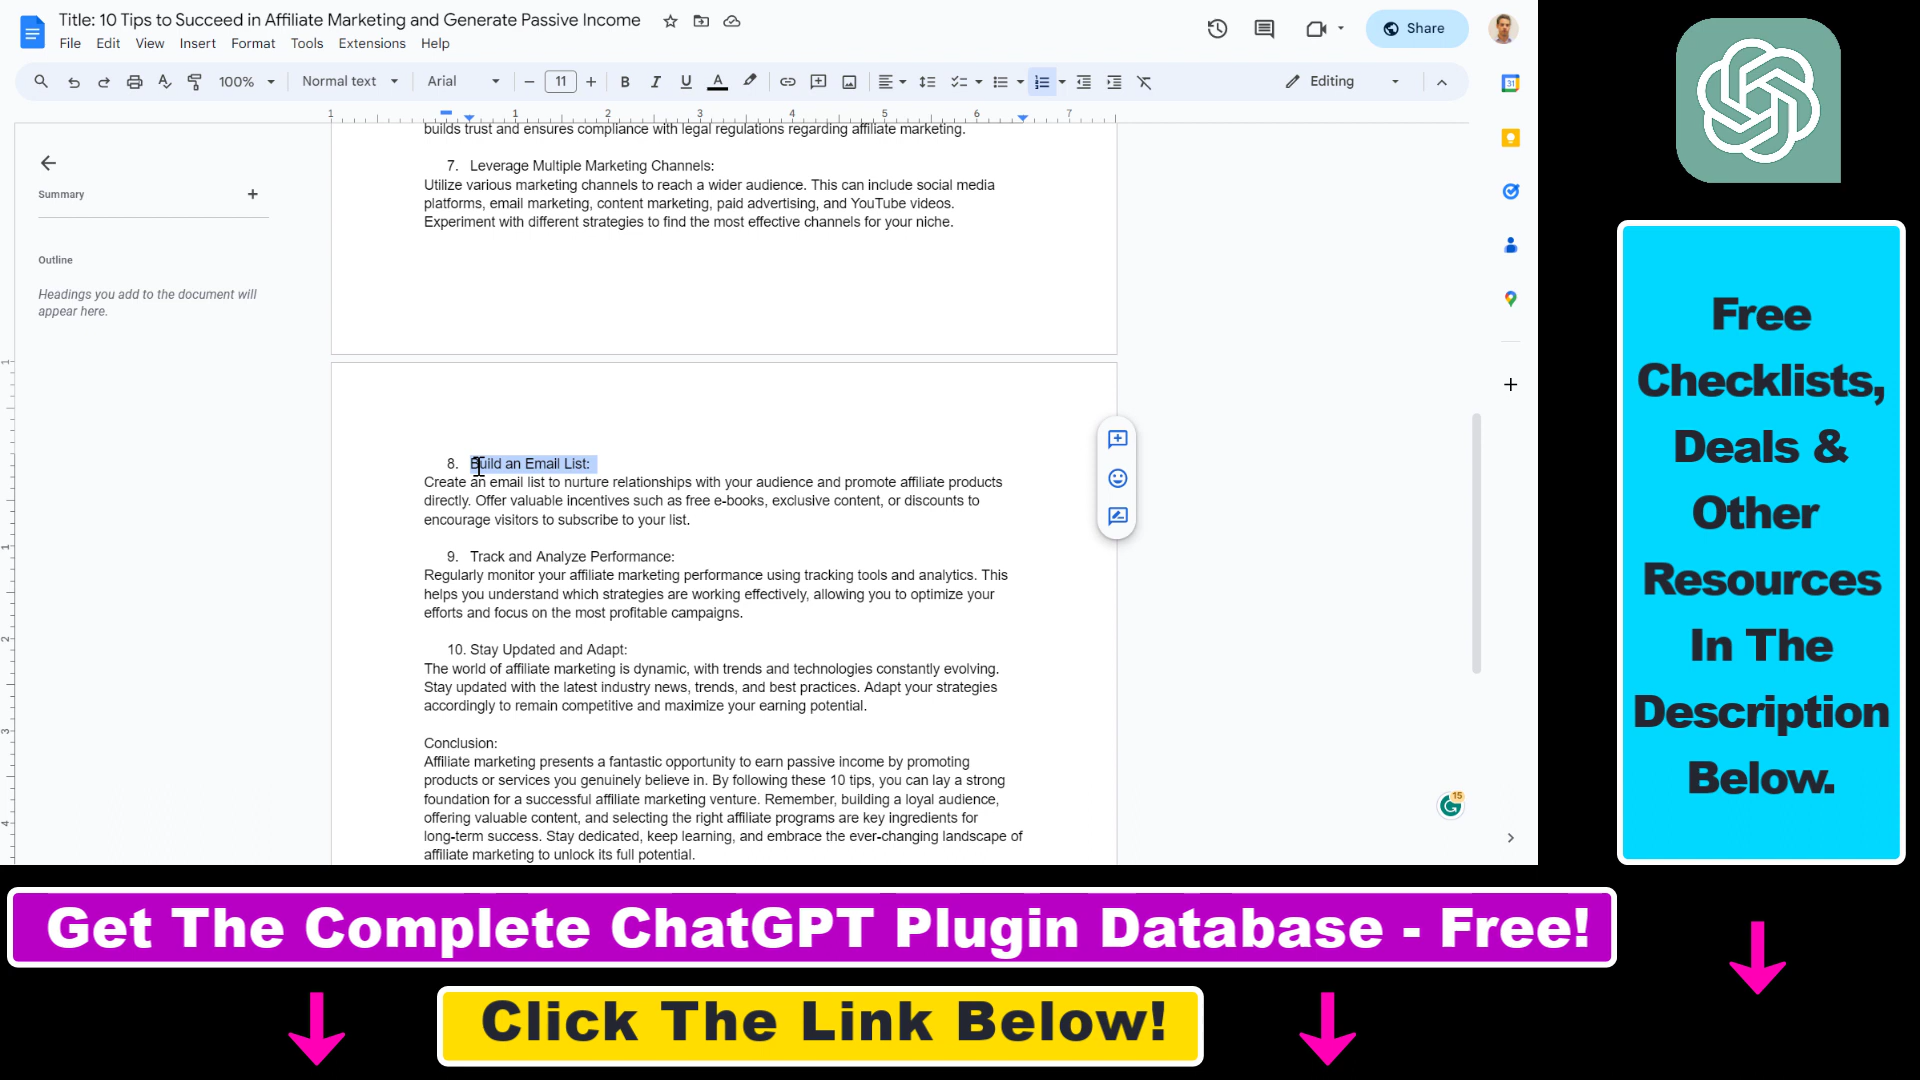 Title: 10 Tips to Succeed in Affiliate Marketing and Generate Passive Income
File Edit View Insert Format Tools Extensions Help
Share
100% Normal text Arial 11 Editing
1 1 2 3 4 5 6 7
Summary
Outline
Headings you add to the document will
appear here.
builds trust and ensures compliance with legal regulations regarding affiliate marketing.
7. Leverage Multiple Marketing Channels:
Utilize various marketing channels to reach a wider audience. This can include social media
platforms, email marketing, content marketing, paid advertising, and YouTube videos.
Experiment with different strategies to find the most effective channels for your niche.
8. Build an Email List:
Create an email list to nurture relationships with your audience and promote affiliate products
directly. Offer valuable incentives such as free e-books, exclusive content, or discounts to
encourage visitors to subscribe to your list.
9. Track and Analyze Performance:
Regularly monitor your affiliate marketing performance using tracking tools and analytics. This
helps you understand which strategies are working effectively, allowing you to optimize your
efforts and focus on the most profitable campaigns.
10. Stay Updated and Adapt:
The world of affiliate marketing is dynamic, with trends and technologies constantly evolving.
Stay updated with the latest industry news, trends, and best practices. Adapt your strategies
accordingly to remain competitive and maximize your earning potential.
Conclusion:
Affiliate marketing presents a fantastic opportunity to earn passive income by promoting
products or services you genuinely believe in. By following these 10 tips, you can lay a strong
foundation for a successful affiliate marketing venture. Remember, building a loyal audience,
offering valuable content, and selecting the right affiliate programs are key ingredients for
long-term success. Stay dedicated, keep learning, and embrace the ever-changing landscape of
affiliate marketing to unlock its full potential.
1
1
2
3
4
31
15
Free
Checklists,
Deals &
Other
Resources
In The
Description
Below.
Get The Complete ChatGPT Plugin Database - Free!
Click The Link Below!